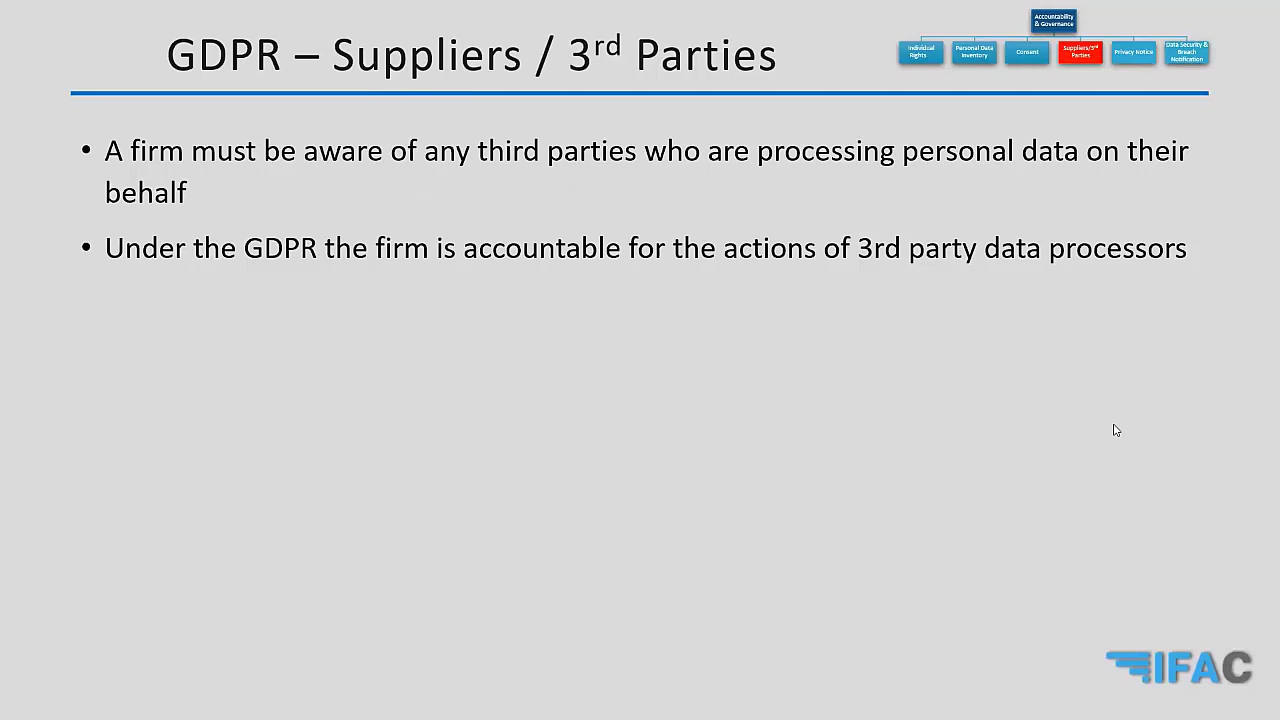 GDPR – Suppliers / 3rd Parties
Accountability
& Governance
Individual
Rights
Personal Data
Inventory
Consent
Suppliers/3rd
Parties
Privacy Notice
Data Security &
Breach
Notification
• A firm must be aware of any third parties who are processing personal data on their
behalf
• Under the GDPR the firm is accountable for the actions of 3rd party data processors
IFAC